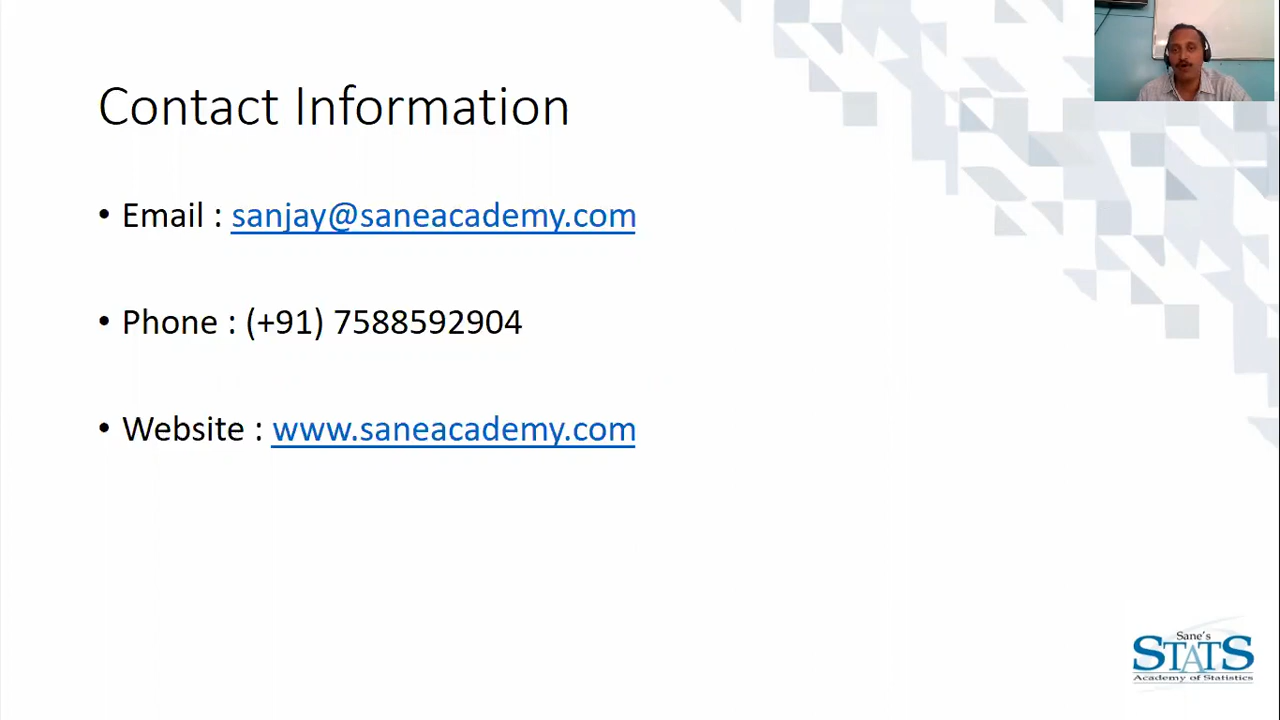 Contact Information
• Email : sanjay@saneacademy.com
• Phone : (+91) 7588592904
• Website : www.saneacademy.com
Sane's
STATS
Academy of Statistics